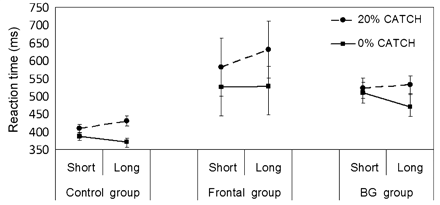 750
700
650
600
550
500
450
400
350
Reaction time (ms)
20% CATCH
0% CATCH
Short Long Short Long Short Long
Control group Frontal group BG group